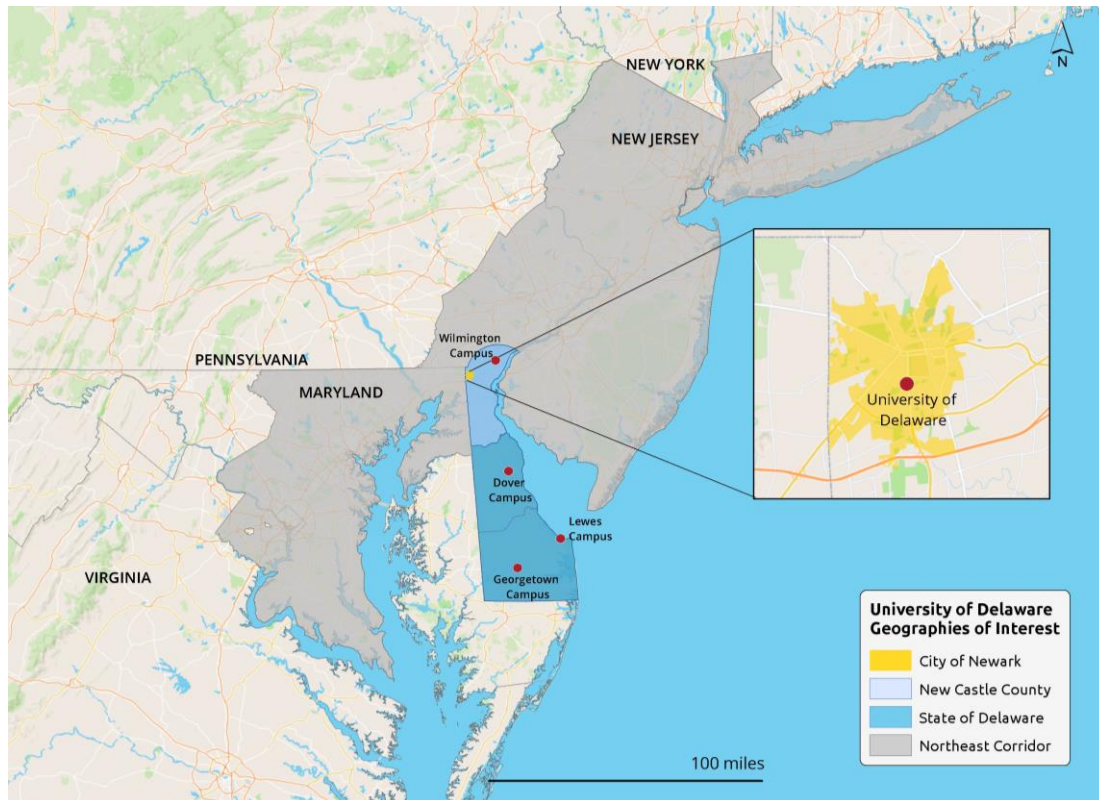 N
NEW YORK
NEW JERSEY
Wilmington
Campus
PENNSYLVANIA
MARYLAND
University of
Delaware
Dover
Campus
Lewes
Campus
VIRGINIA
Georgetown
Campus
University of Delaware
Geographies of Interest
City of Newark
New Castle County
State of Delaware
Northeast Corridor
100 miles